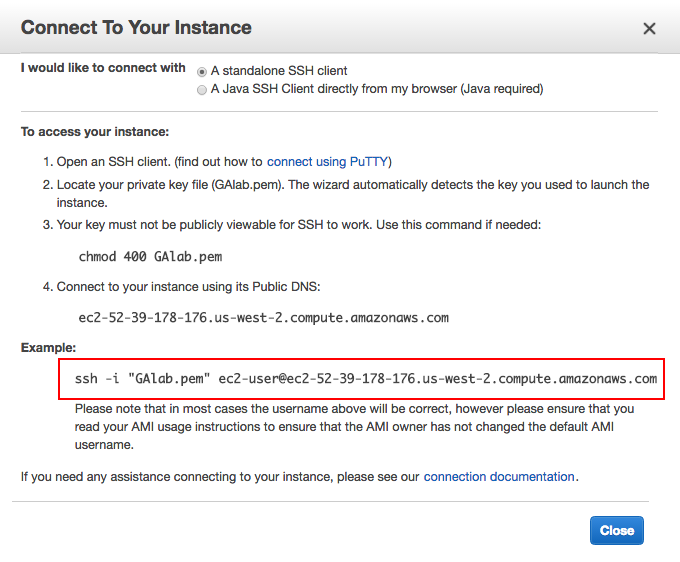 Connect To Your Instance
I would like to connect with
A standalone SSH client
A Java SSH Client directly from my browser (Java required)
To access your instance:
1. Open an SSH client. (find out how to connect using PuTTY)
2. Locate your private key file (GAlab.pem). The wizard automatically detects the key you used to launch the
instance.
3. Your key must not be publicly viewable for SSH to work. Use this command if needed:
chmod 400 GAlab.pem
4. Connect to your instance using its Public DNS:
ec2-52-39-178-176.us-west-2.compute.amazonaws.com
Example:
ssh -i "GAlab.pem" ec2-user@ec2-52-39-178-176.us-west-2.compute.amazonaws.com
Please note that in most cases the username above will be correct, however please ensure that you
read your AMI usage instructions to ensure that the AMI owner has not changed the default AMI
username.
If you need any assistance connecting to your instance, please see our connection documentation.
Close